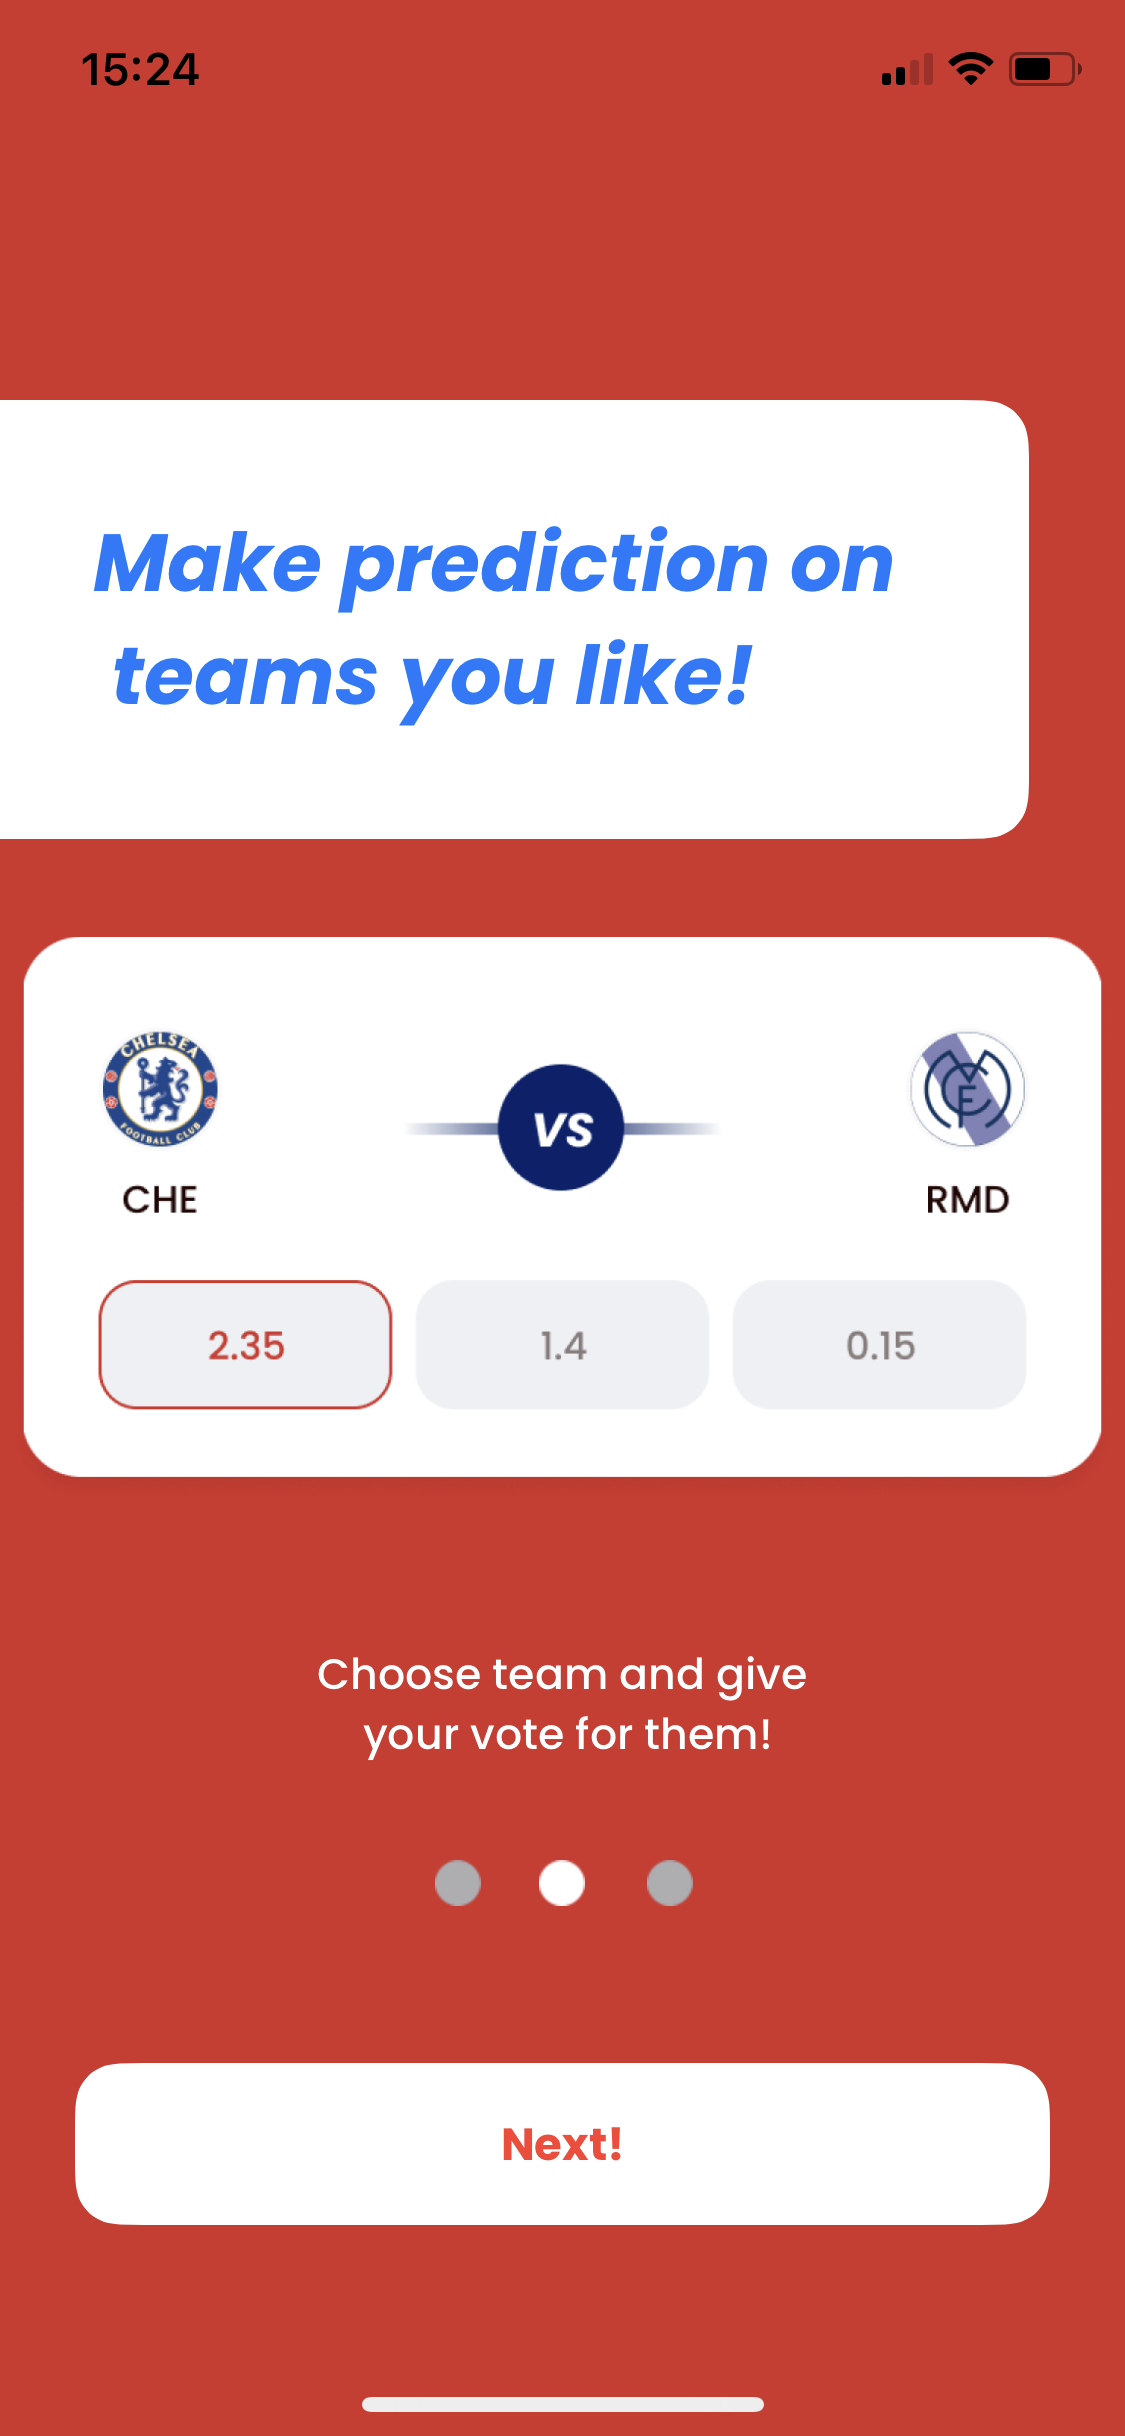 15:24
Make prediction on
teams you like!
CHELSEA
FOOTBALL CLUB
VS
CHE
RMD
2.35
1.4
0.15
Choose team and give
your vote for them!
Next!